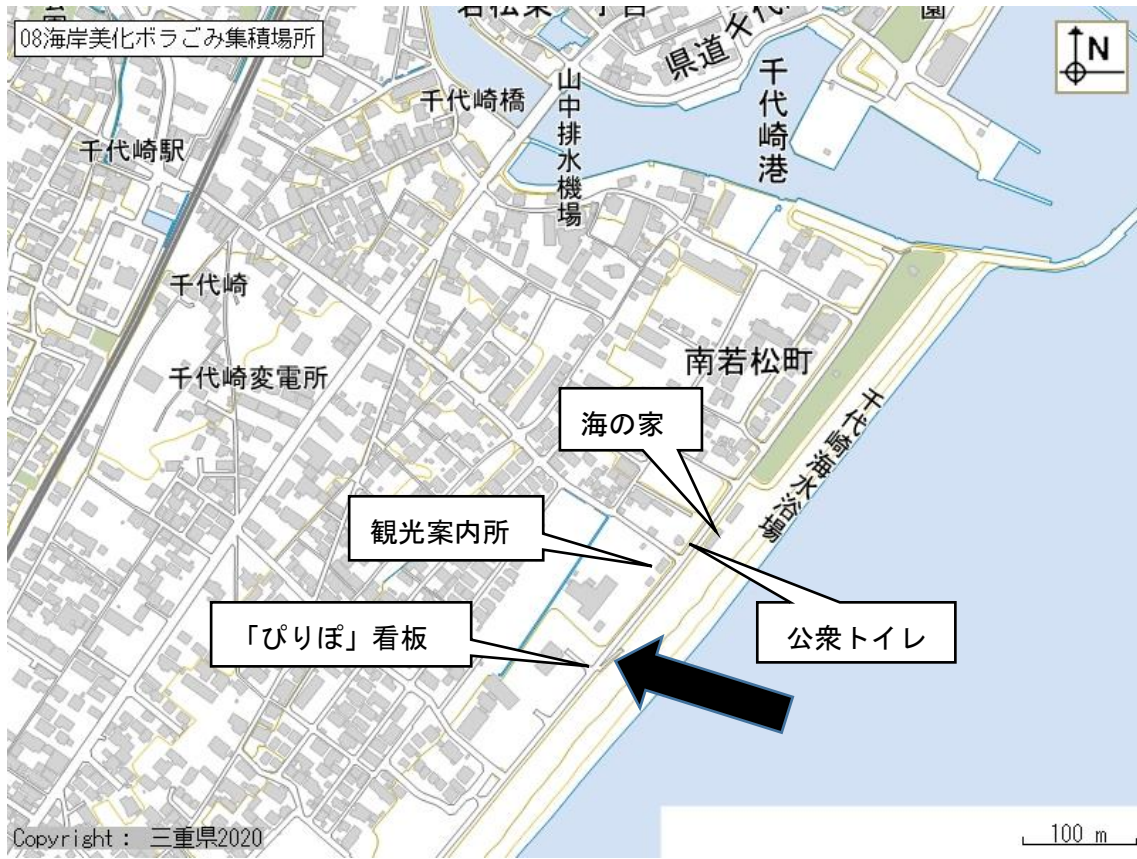 08海岸美化ボラごみ集積場所
N
県道
千代崎橋
山中排水機場
千代崎港
千代崎駅
千代崎
千代崎変電所
南若松町
海の家
千代崎海水浴場
観光案内所
「ぴりぽ」看板
公衆トイレ
Copyright： 三重県2020
100 m